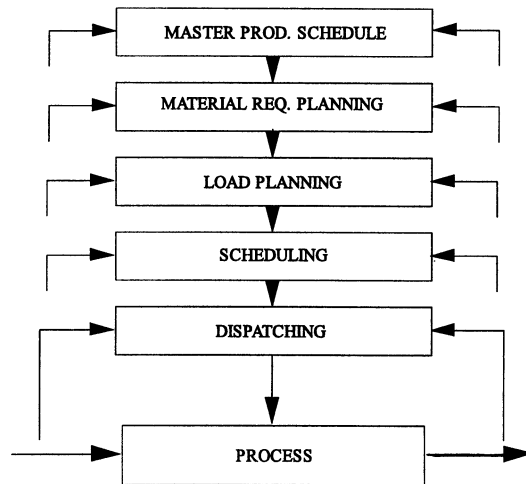 MASTER PROD. SCHEDULE
MATERIAL REQ. PLANNING
LOAD PLANNING
SCHEDULING
DISPATCHING
PROCESS